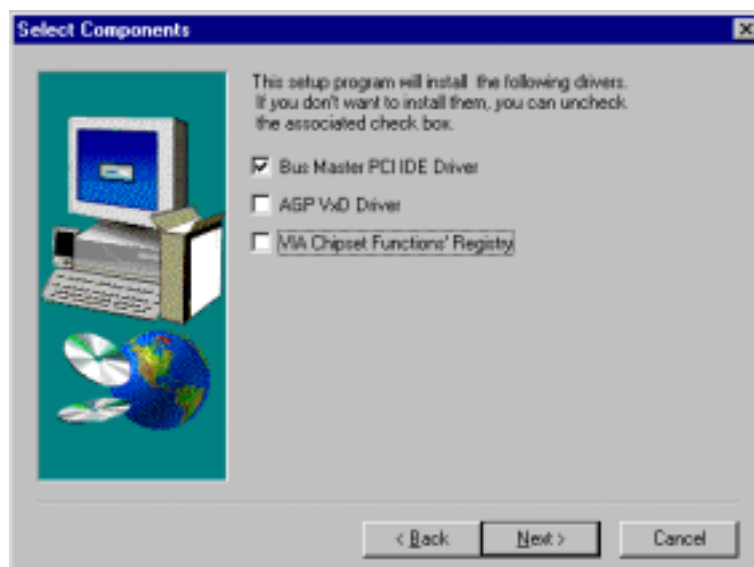 Select Components
This setup program will install the following drivers.
If you don't want to install them, you can uncheck
the associated check box.
Bus Master PCI IDE Driver
AGP VxD Driver
VIA Chipset Functions' Registry
< Back
Next >
Cancel